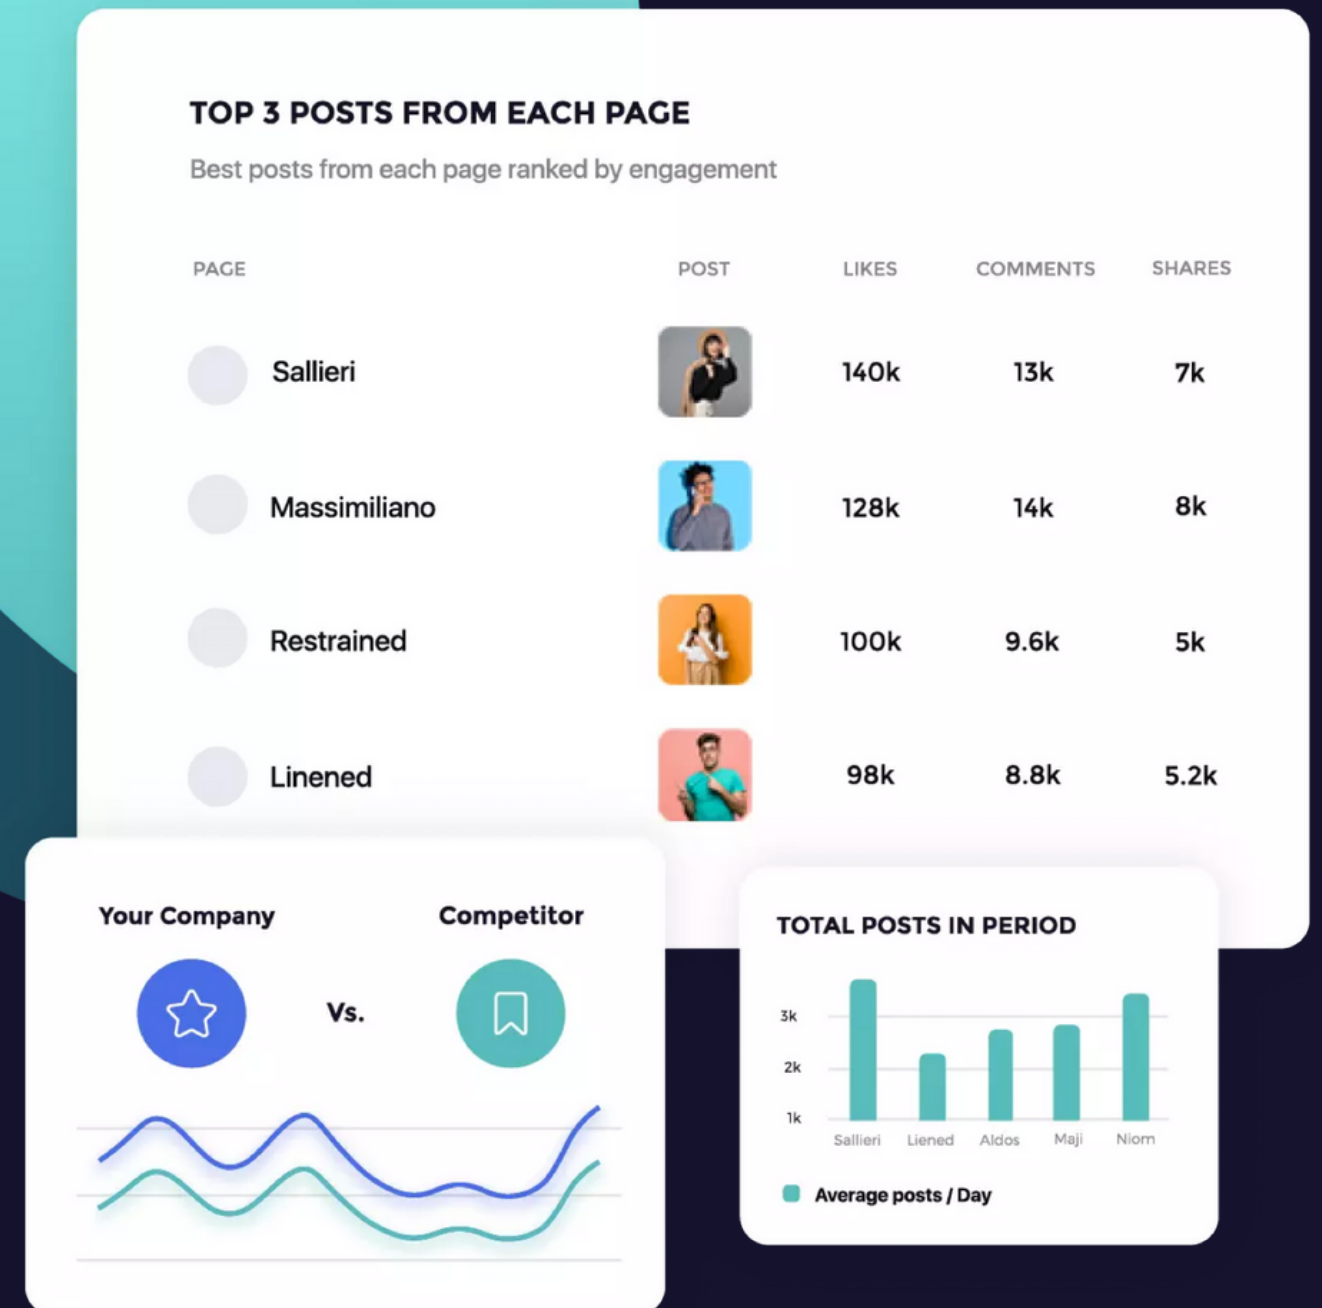 TOP 3 POSTS FROM EACH PAGE
Best posts from each page ranked by engagement
PAGE POST LIKES COMMENTS SHARES
Sallieri 140k 13k 7k
Massimiliano 128k 14k 8k
Restrained 100k 9.6k 5k
Linened 98k 8.8k 5.2k
Your Company Competitor
Vs.
TOTAL POSTS IN PERIOD
3k
2k
1k
Sallieri Liened Aldos Maji Niom
Average posts / Day